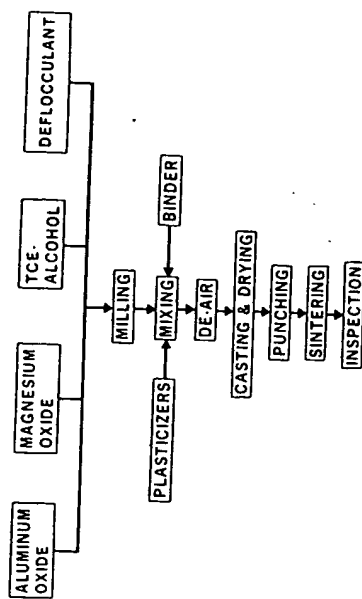 ALUMINUM
OXIDE
MAGNESIUM
OXIDE
TCE-
ALCOHOL
DEFLOCCULANT
MILLING
PLASTICIZERS
MIXING
BINDER
DE-AIR
CASTING & DRYING
PUNCHING
SINTERING
INSPECTION